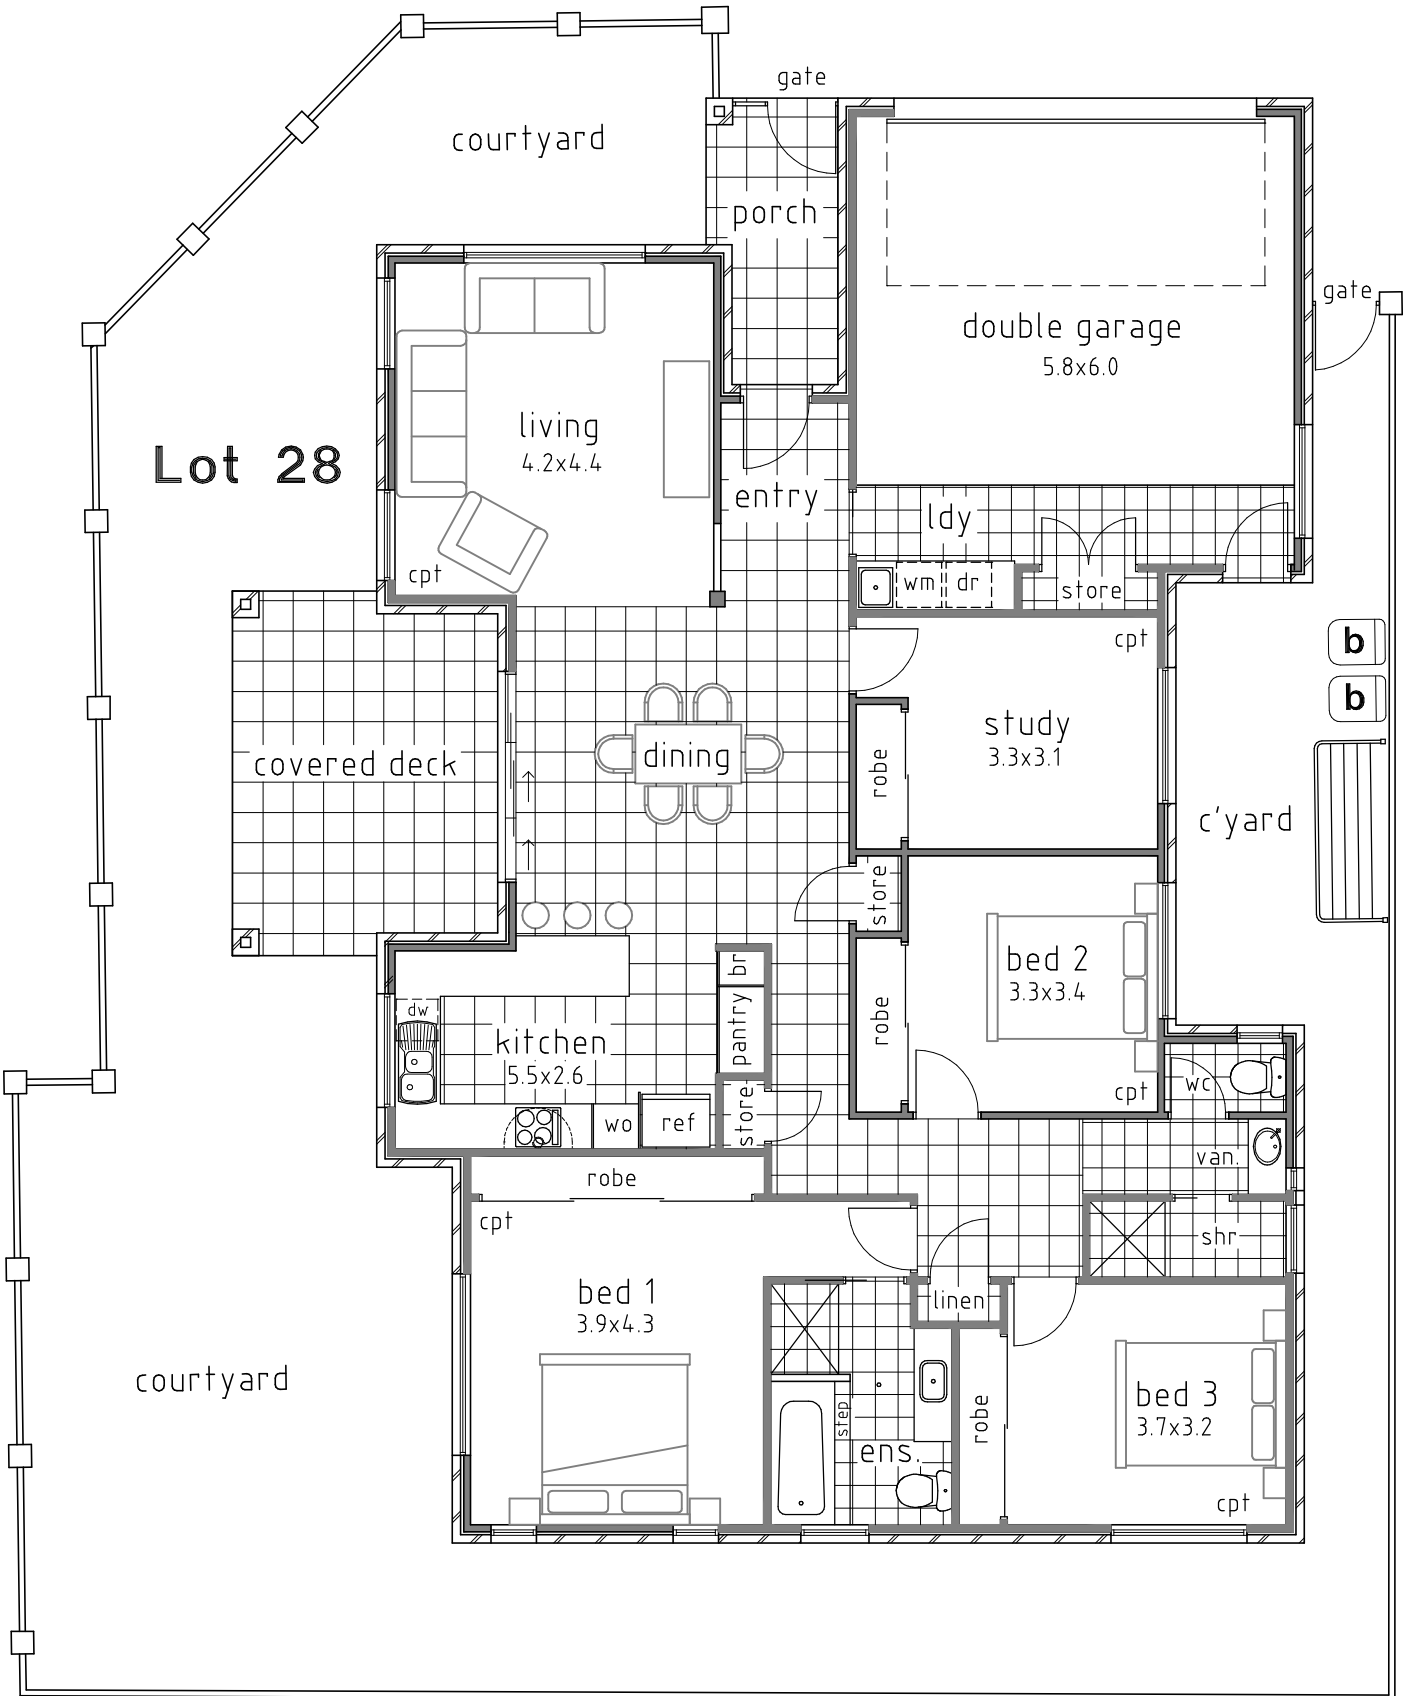 gate
courtyard
porch
gate
double garage
5.8x6.0
living
4.2x4.4
Lot 28
entry
ldy
cpt
wm
dr
store
cpt
b
b
study
3.3x3.1
covered deck
dining
robe
c'yard
store
bed 2
3.3x3.4
br
dw
pantry
robe
kitchen
5.5x2.6
wc
cpt
wo
ref
store
van.
robe
cpt
shr
bed 1
3.9x4.3
linen
courtyard
step
robe
bed 3
3.7x3.2
ens.
cpt